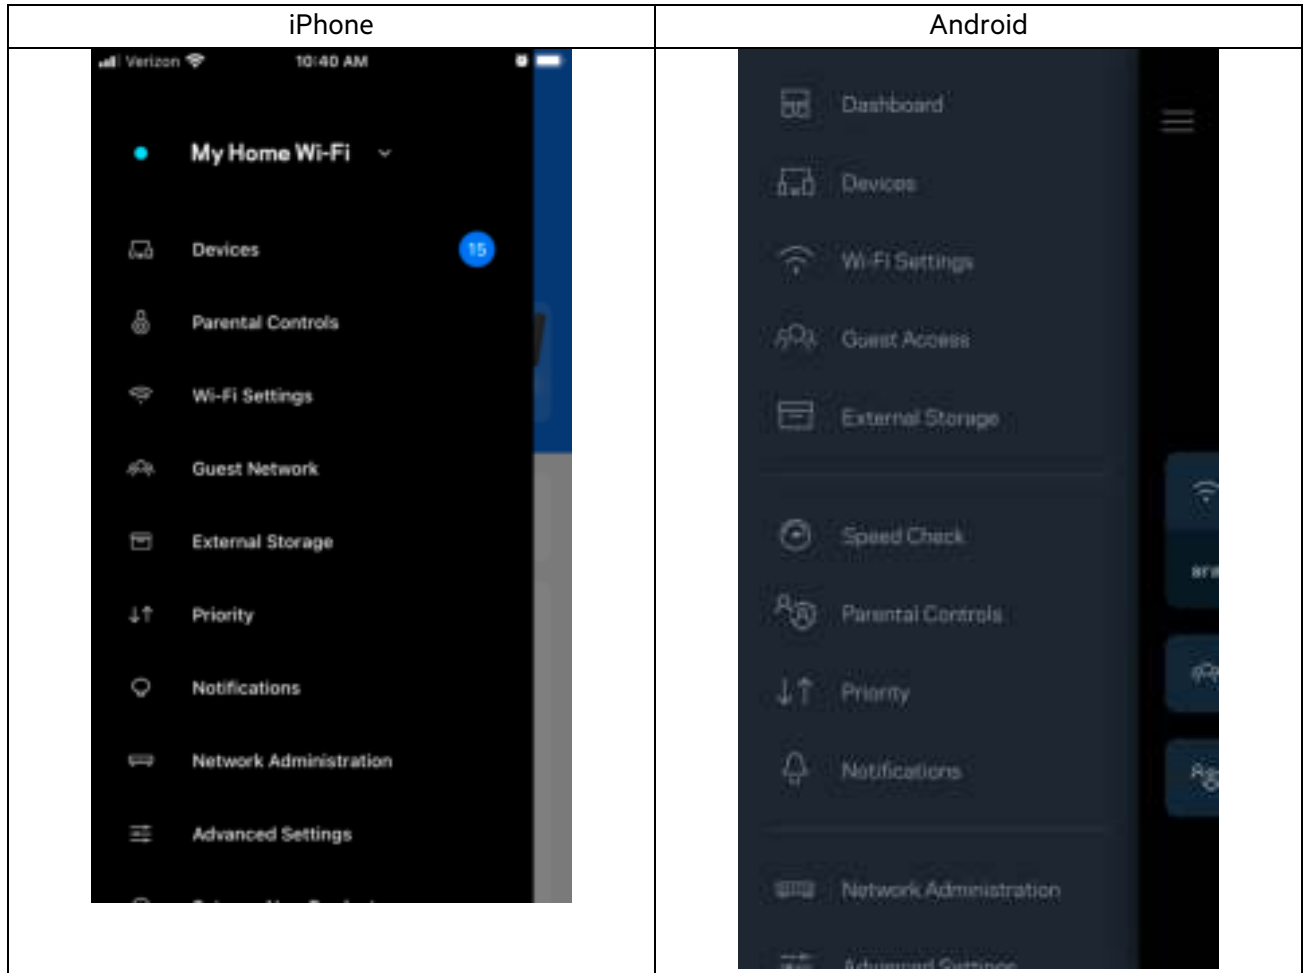 iPhone
Android
Verizon
10:40 AM
My Home Wi-Fi
Devices
15
Parental Controls
Wi-Fi Settings
Guest Network
External Storage
Priority
Notifications
Network Administration
Advanced Settings
Dashboard
Devices
Wi-Fi Settings
Guest Access
External Storage
Speed Check
Parental Controls
Priority
Notifications
Network Administration
Advanced Settings